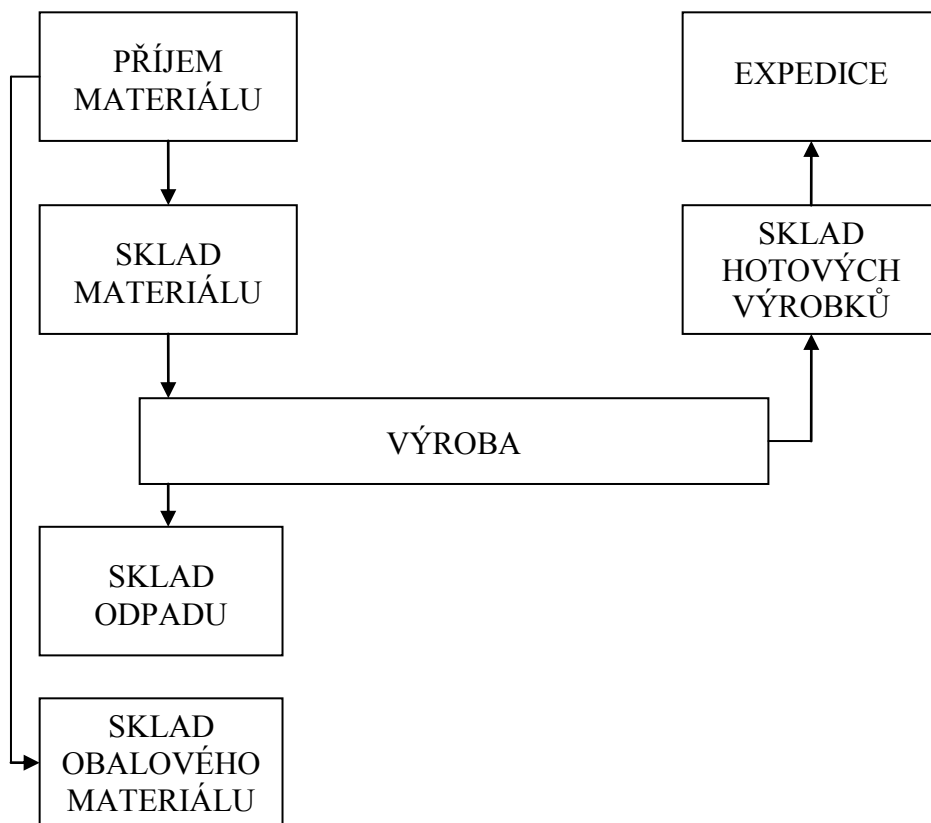 PŘÍJEM
MATERIÁLU
EXPEDICE
SKLAD
MATERIÁLU
SKLAD
HOTOVÝCH
VÝROBKŮ
VÝROBA
SKLAD
ODPADU
SKLAD
OBALOVÉHO
MATERIÁLU